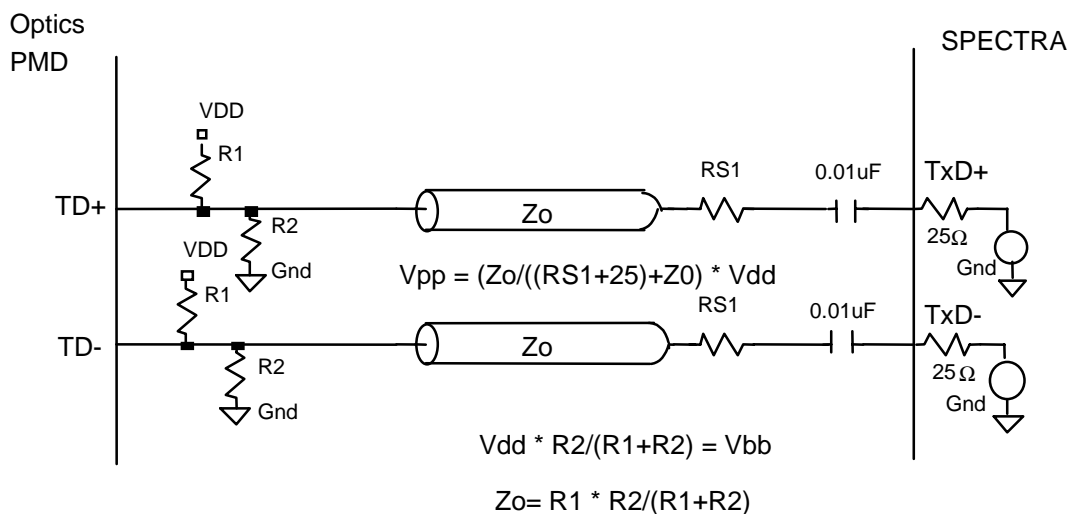 Optics
PMD
SPECTRA
VDD
R1
RS1
0.01uF
TxD+
TD+
Zo
R2
25Ω
VDD
Gnd
Gnd
Vpp = (Zo/((RS1+25)+Z0) * Vdd
R1
RS1
0.01uF
TxD-
TD-
Zo
R2
25Ω
Gnd
Gnd
Vdd * R2/(R1+R2) = Vbb
Zo= R1 * R2/(R1+R2)